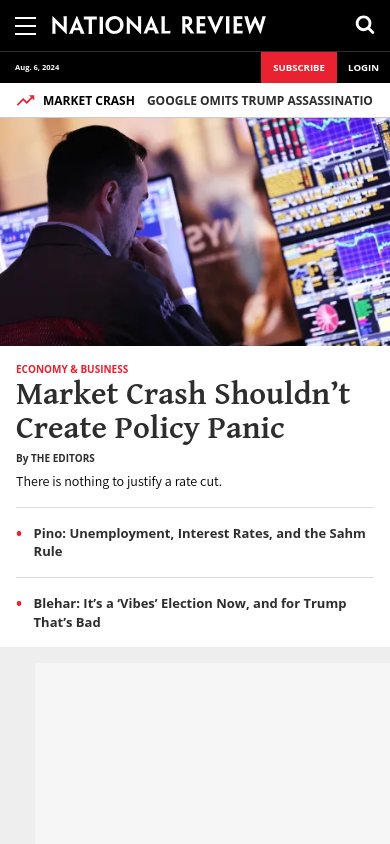 NATIONAL REVIEW
Aug. 6, 2024
SUBSCRIBE
LOGIN
MARKET CRASH
GOOGLE OMITS TRUMP ASSASSINATIO
ECONOMY & BUSINESS
Market Crash Shouldn’t
Create Policy Panic
By THE EDITORS
There is nothing to justify a rate cut.
• Pino: Unemployment, Interest Rates, and the Sahm
Rule
• Blehar: It’s a ‘Vibes’ Election Now, and for Trump
That’s Bad